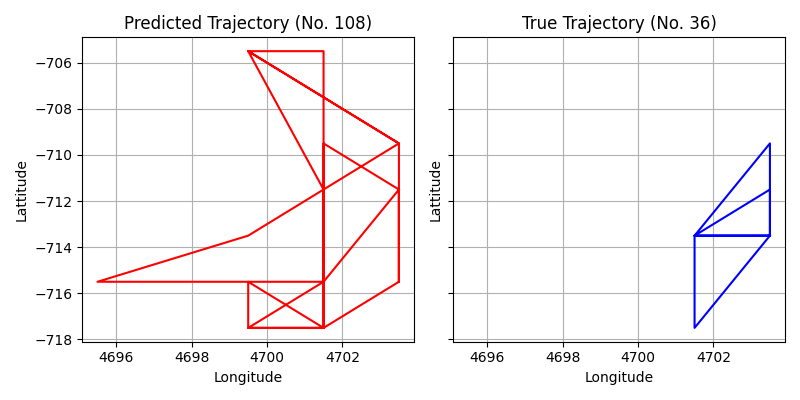 Predicted Trajectory (No. 108)
−706
−708
−710
−712
−714
−716
−718
Lattitude
4696
4698
4700
4702
Longitude
True Trajectory (No. 36)
Lattitude
4696
4698
4700
4702
Longitude